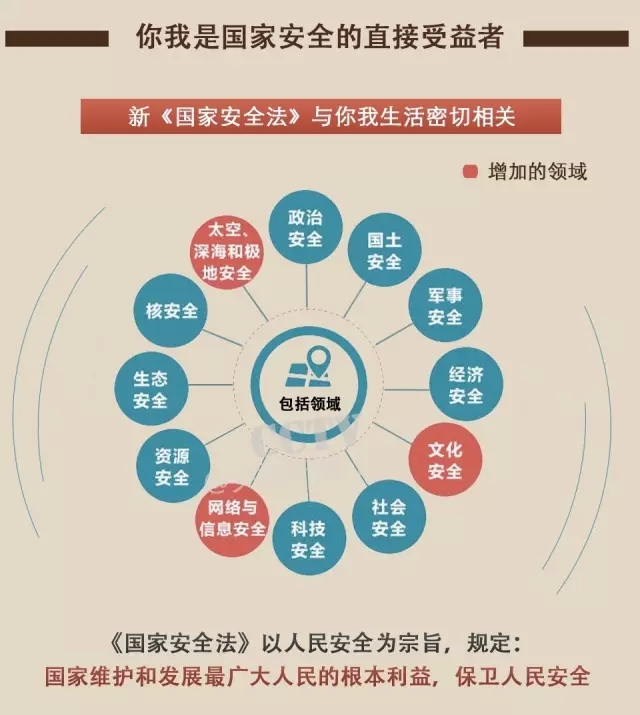 你我是国家安全的直接受益者
新《国家安全法》与你我生活密切相关
增加的领域
政治
安全
国土
安全
军事
安全
经济
安全
文化
安全
社会
安全
科技
安全
网络与
信息安全
资源
安全
生态
安全
核安全
太空、
深海和极
地安全
包括领域
CCTV
《国家安全法》以人民安全为宗旨，规定：
国家维护和发展最广大人民的根本利益，保卫人民安全